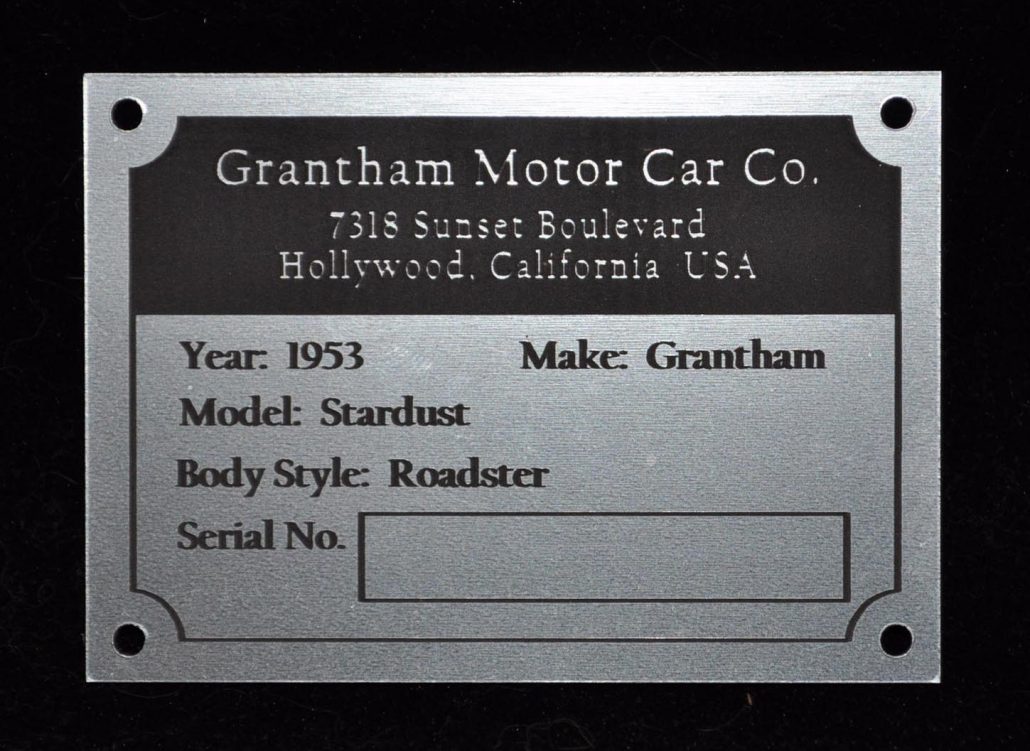 Grantham Motor Car Co.
7318 Sunset Boulevard
Hollywood, California USA
Year: 1953 Make: Grantham
Model: Stardust
Body Style: Roadster
Serial No.